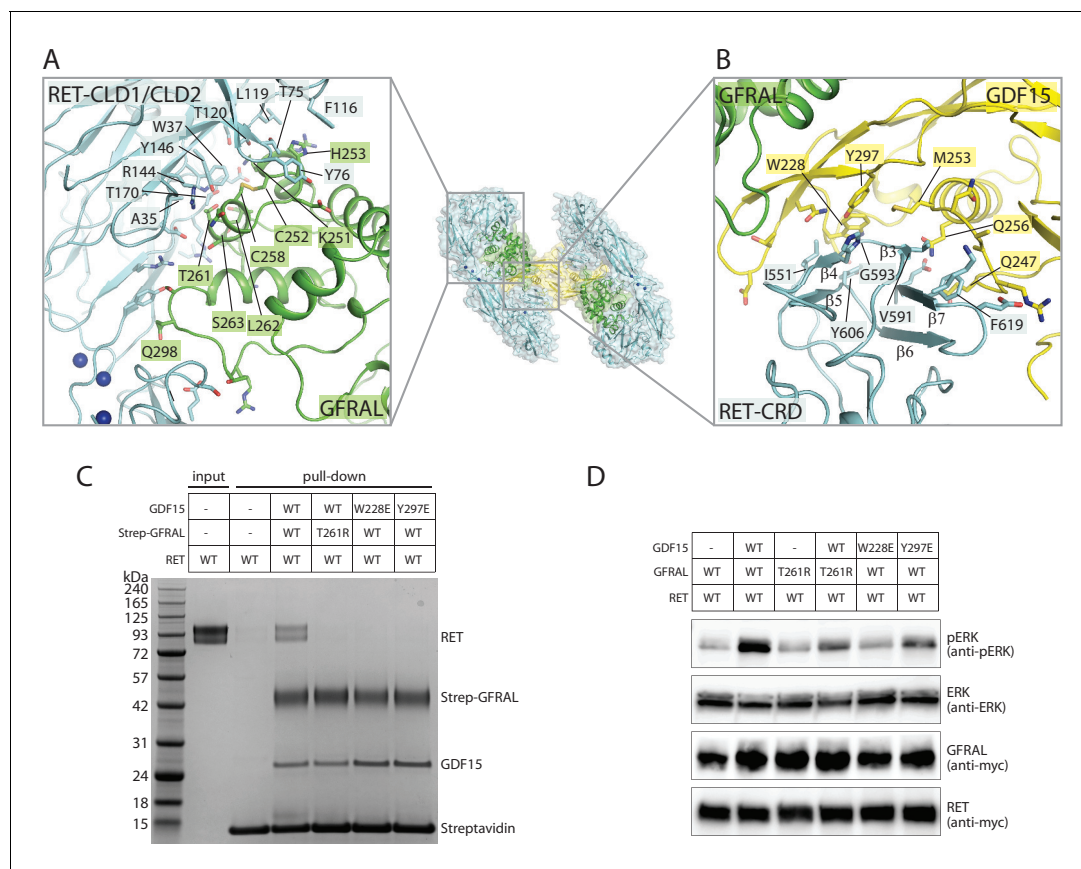 A
RET-CLD1/CLD2
L119
T75
T120
F116
W37
Y146
H253
R144
Y76
T170
A35
C252
K251
C258
T261
S263
L262
Q298
GFRAL
B
GFRAL
GDF15
Y297
W228
M253
Q256
β3
I551
β4
G593
Q247
β5
V591
β7
F619
Y606
β6
RET-CRD
C
input pull-down
GDF15 - - WT WT W228E Y297E
Strep-GFRAL - - WT T261R WT WT
RET WT WT WT WT WT WT
kDa
240
165
125
93
72
57
42
31
24
18
15
RET
Strep-GFRAL
GDF15
Streptavidin
D
GDF15 - WT - WT W228E Y297E
GFRAL WT WT T261R T261R WT WT
RET WT WT WT WT WT WT
pERK
(anti-pERK)
ERK
(anti-ERK)
GFRAL
(anti-myc)
RET
(anti-myc)